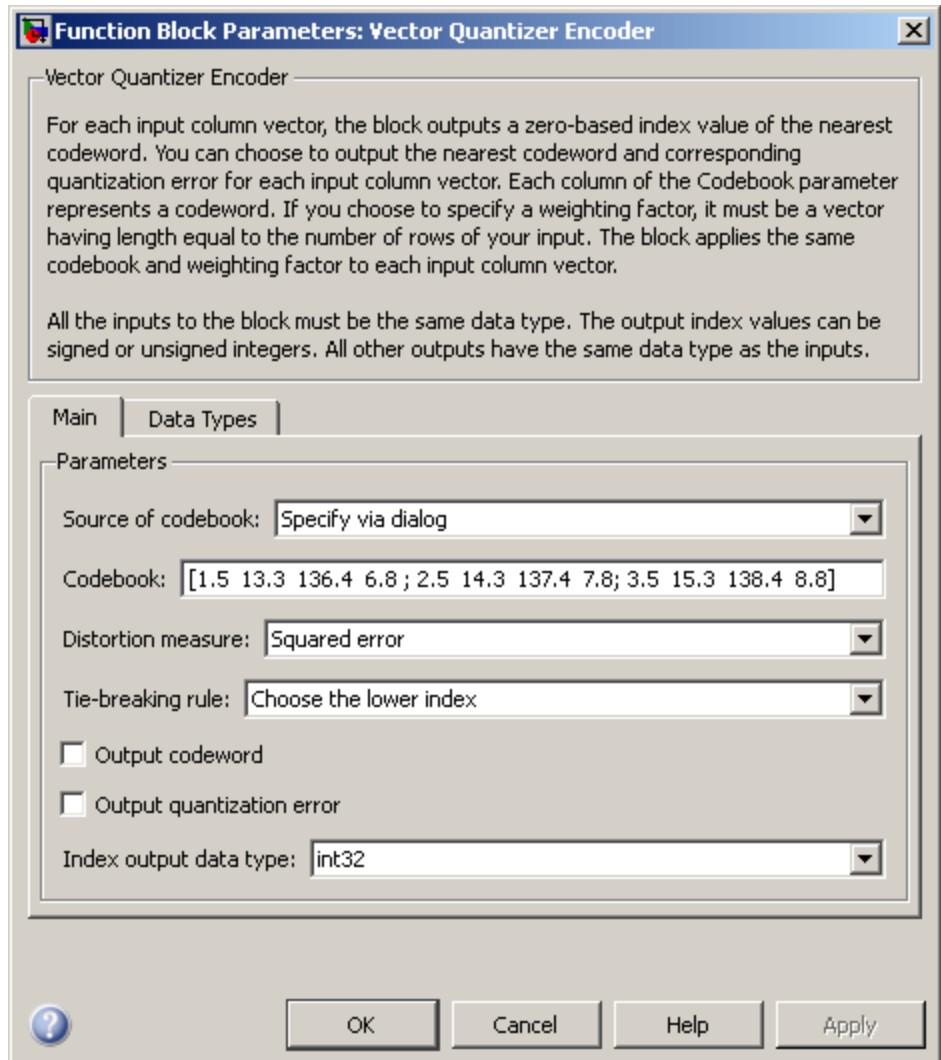 Function Block Parameters: Vector Quantizer Encoder
Vector Quantizer Encoder
For each input column vector, the block outputs a zero-based index value of the nearest
codeword. You can choose to output the nearest codeword and corresponding
quantization error for each input column vector. Each column of the Codebook parameter
represents a codeword. If you choose to specify a weighting factor, it must be a vector
having length equal to the number of rows of your input. The block applies the same
codebook and weighting factor to each input column vector.
All the inputs to the block must be the same data type. The output index values can be
signed or unsigned integers. All other outputs have the same data type as the inputs.
Main Data Types
Parameters
Source of codebook: Specify via dialog
Codebook: [1.5 13.3 136.4 6.8 ; 2.5 14.3 137.4 7.8; 3.5 15.3 138.4 8.8]
Distortion measure: Squared error
Tie-breaking rule: Choose the lower index
Output codeword
Output quantization error
Index output data type: int32
OK Cancel Help Apply